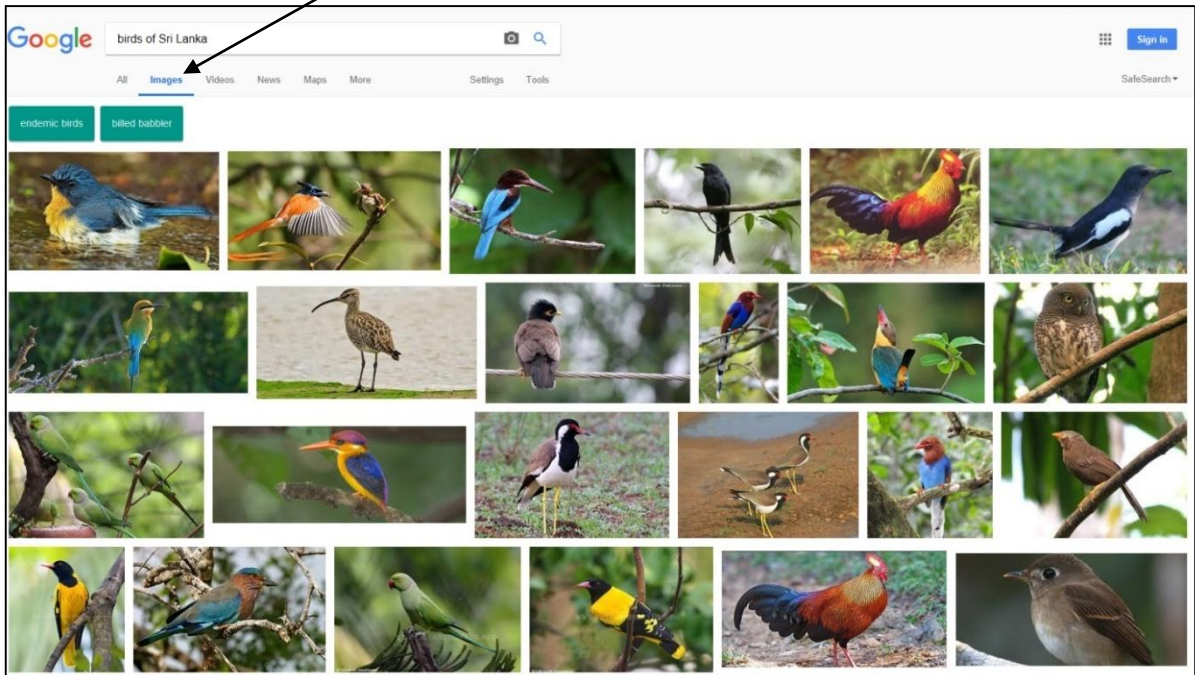 Google
birds of Sri Lanka
Sign in
All Images Videos News Maps More Settings Tools
SafeSearch
endemic birds billed babbler